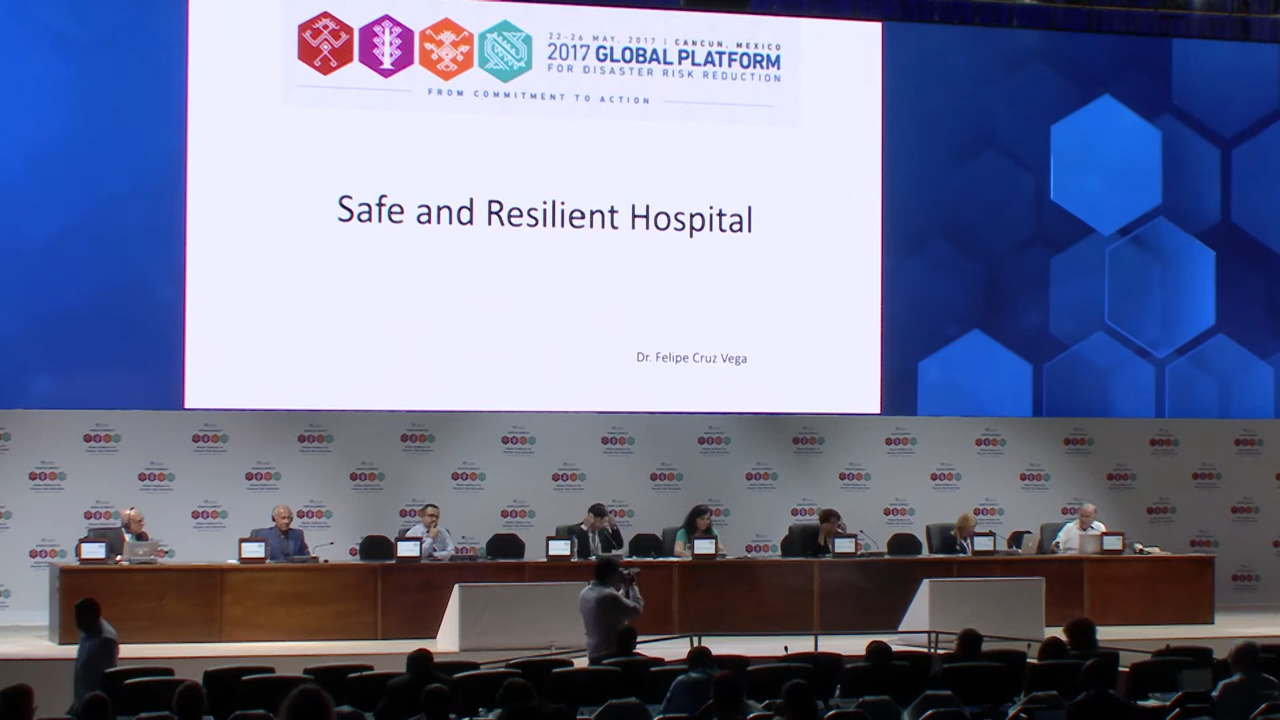 22-26 MAY, 2017 | CANCUN, MEXICO
2017 GLOBAL PLATFORM
FOR DISASTER RISK REDUCTION
FROM COMMITMENT TO ACTION
Safe and Resilient Hospital
Dr. Felipe Cruz Vega